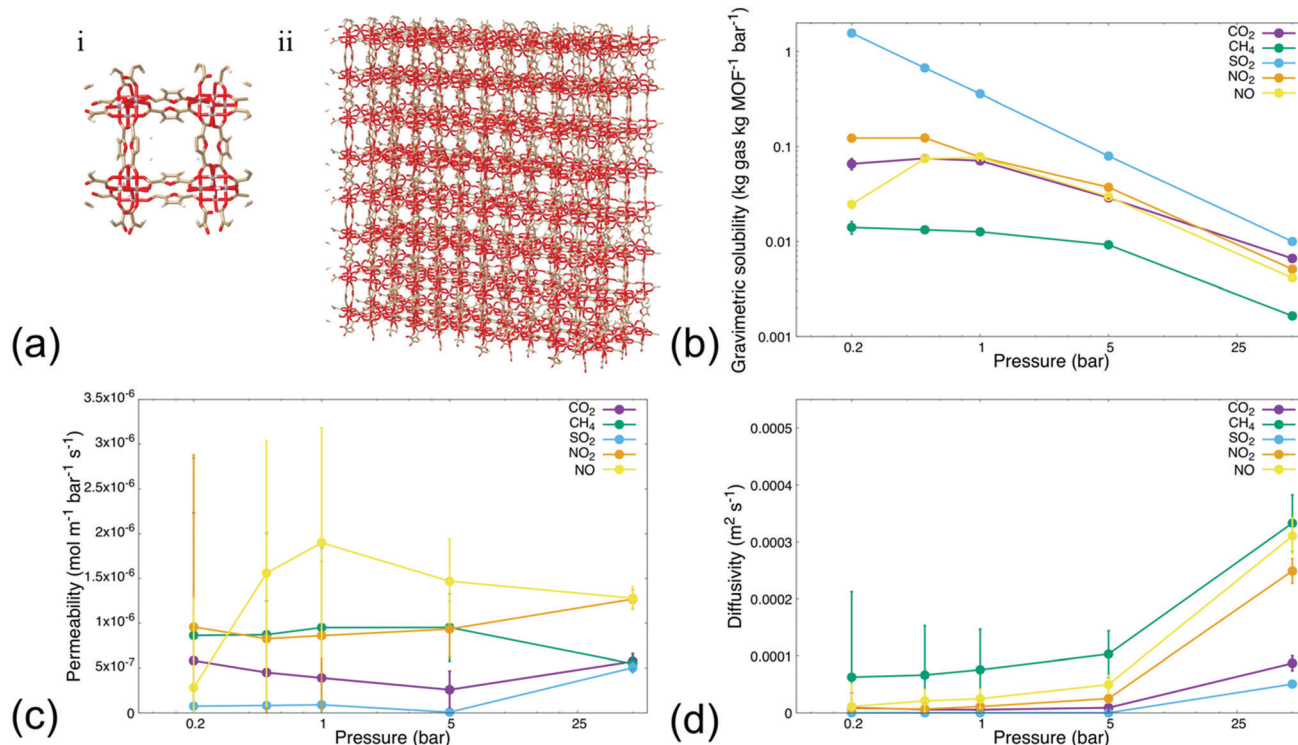 i
ii
(a)
Gravimetric solubility (kg gas kg MOF⁻¹ bar⁻¹)
1
0.1
0.01
0.001
0.2
1
5
25
Pressure (bar)
CO₂
CH₄
SO₂
NO₂
NO
(b)
Permeability (mol m⁻¹ bar⁻¹ s⁻¹)
3.5x10⁻⁶
3x10⁻⁶
2.5x10⁻⁶
2x10⁻⁶
1.5x10⁻⁶
1x10⁻⁶
5x10⁻⁷
0
0.2
1
5
25
Pressure (bar)
CO₂
CH₄
SO₂
NO₂
NO
(c)
Diffusivity (m² s⁻¹)
0.0005
0.0004
0.0003
0.0002
0.0001
0
0.2
1
5
25
Pressure (bar)
CO₂
CH₄
SO₂
NO₂
NO
(d)